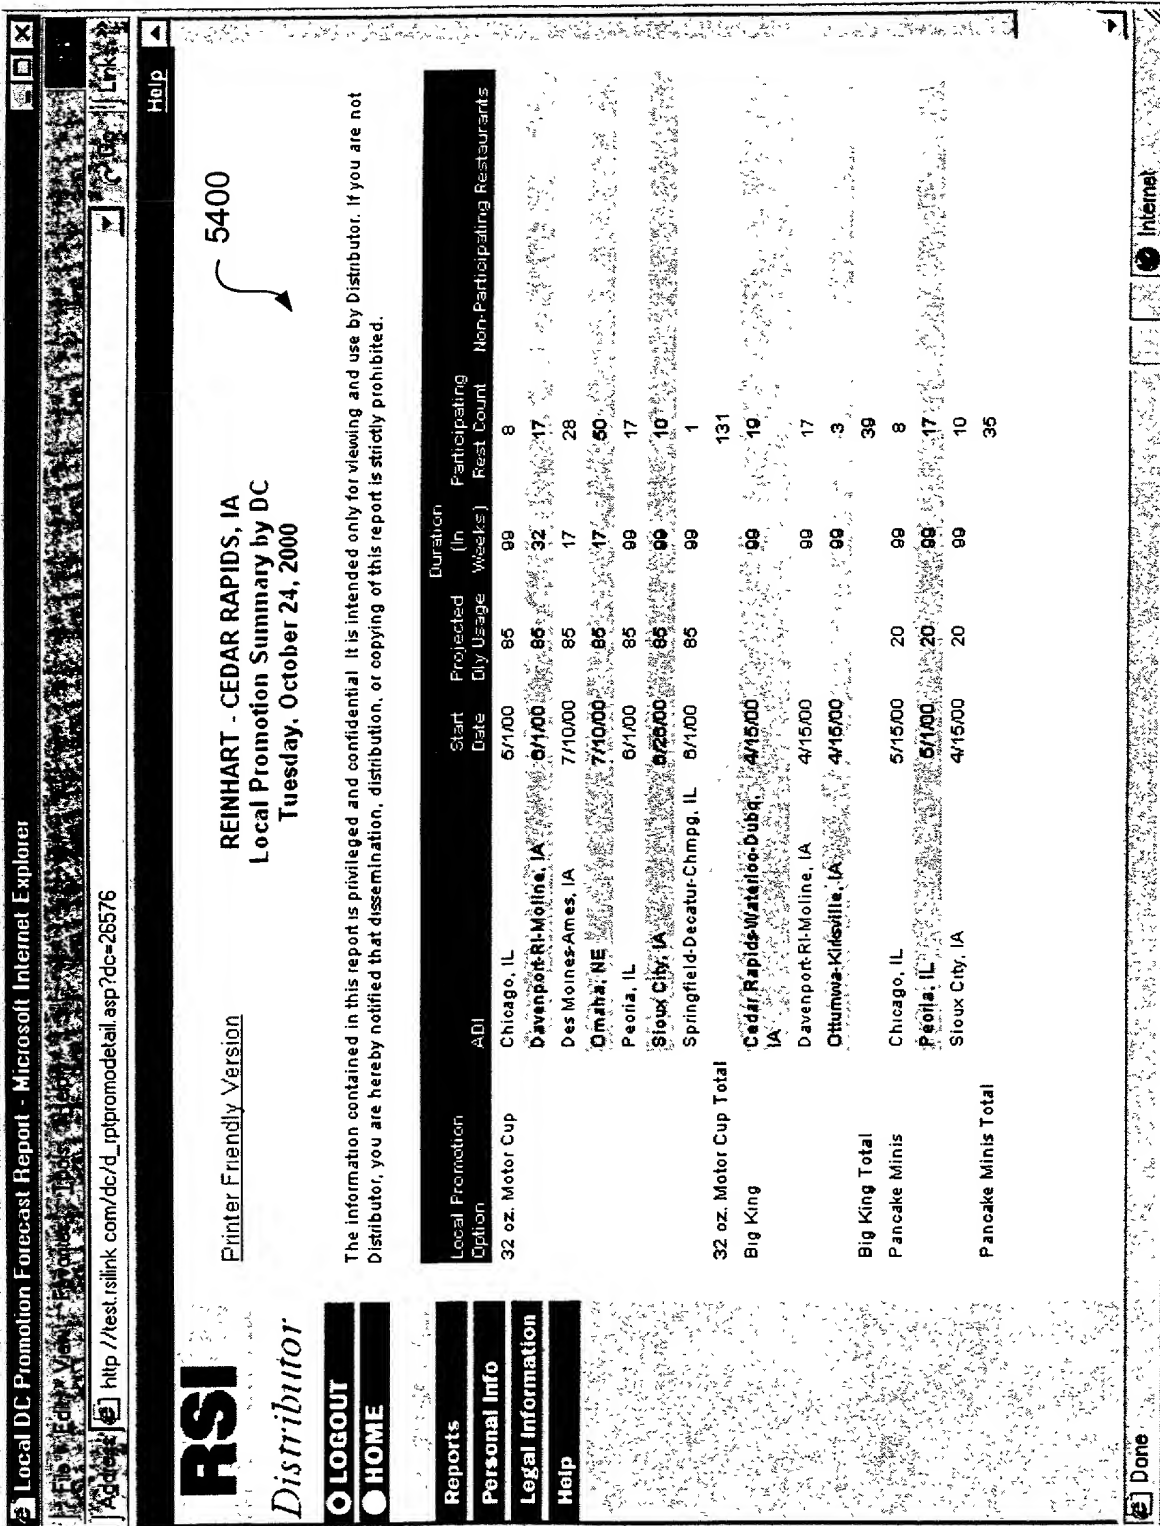 Local DC Promotion Forecast Report - Microsoft Internet Explorer
File Edit View Favorites Tools Help
Address http://test.rsilink.com/dc/d_rptpromodetail.asp?dc=26576 Go Links »
Help
RSI
Distributor
LOGOUT
HOME
Reports
Personal Info
Legal Information
Help
Printer Friendly Version
REINHART - CEDAR RAPIDS, IA
Local Promotion Summary by DC
Tuesday, October 24, 2000
5400
The information contained in this report is privileged and confidential. It is intended only for viewing and use by Distributor. If you are not
Distributor, you are hereby notified that dissemination, distribution, or copying of this report is strictly prohibited.
Local Promotion Option ADI Start Date Projected Dly Usage Duration (In Weeks) Participating Rest Count Non-Participating Restaurants
32 oz. Motor Cup Chicago, IL 5/1/00 85 99 8
Davenport-RI-Moline, IA 6/1/00 85 32 17
Des Moines-Ames, IA 7/10/00 85 17 28
Omaha, NE 7/10/00 85 17 50
Peoria, IL 6/1/00 85 99 17
Sioux City, IA 85 99 10
Springfield-Decatur-Chmpg, IL 6/1/00 85 99 1
32 oz. Motor Cup Total 131
Big King Cedar Rapids-Waterloo-Dubq, 4/15/00 99 19
IA
Davenport-RI-Moline, IA 4/15/00 99 17
Ottumwa-Kirksville, IA 4/15/00 99 3
Big King Total 39
Pancake Minis Chicago, IL 5/15/00 20 99 8
Peoria, IL 5/1/00 20 99 17
Sioux City, IA 4/15/00 20 99 10
Pancake Minis Total 35
Done Internet